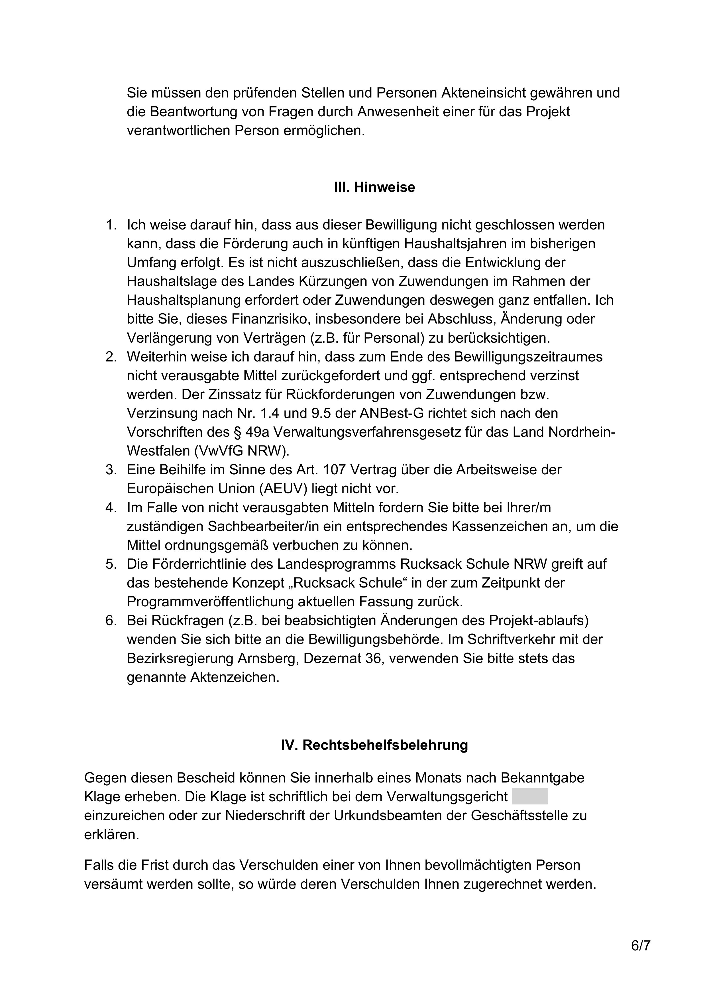 Sie müssen den prüfenden Stellen und Personen Akteneinsicht gewähren und
die Beantwortung von Fragen durch Anwesenheit einer für das Projekt
verantwortlichen Person ermöglichen.
III. Hinweise
1. Ich weise darauf hin, dass aus dieser Bewilligung nicht geschlossen werden
kann, dass die Förderung auch in künftigen Haushaltsjahren im bisherigen
Umfang erfolgt. Es ist nicht auszuschließen, dass die Entwicklung der
Haushaltslage des Landes Kürzungen von Zuwendungen im Rahmen der
Haushaltsplanung erfordert oder Zuwendungen deswegen ganz entfallen. Ich
bitte Sie, dieses Finanzrisiko, insbesondere bei Abschluss, Änderung oder
Verlängerung von Verträgen (z.B. für Personal) zu berücksichtigen.
2. Weiterhin weise ich darauf hin, dass zum Ende des Bewilligungszeitraumes
nicht verausgabte Mittel zurückgefordert und ggf. entsprechend verzinst
werden. Der Zinssatz für Rückforderungen von Zuwendungen bzw.
Verzinsung nach Nr. 1.4 und 9.5 der ANBest-G richtet sich nach den
Vorschriften des § 49a Verwaltungsverfahrensgesetz für das Land Nordrhein-
Westfalen (VwVfG NRW).
3. Eine Beihilfe im Sinne des Art. 107 Vertrag über die Arbeitsweise der
Europäischen Union (AEUV) liegt nicht vor.
4. Im Falle von nicht verausgabten Mitteln fordern Sie bitte bei Ihrer/m
zuständigen Sachbearbeiter/in ein entsprechendes Kassenzeichen an, um die
Mittel ordnungsgemäß verbuchen zu können.
5. Die Förderrichtlinie des Landesprogramms Rucksack Schule NRW greift auf
das bestehende Konzept „Rucksack Schule“ in der zum Zeitpunkt der
Programmveröffentlichung aktuellen Fassung zurück.
6. Bei Rückfragen (z.B. bei beabsichtigten Änderungen des Projekt-ablaufs)
wenden Sie sich bitte an die Bewilligungsbehörde. Im Schriftverkehr mit der
Bezirksregierung Arnsberg, Dezernat 36, verwenden Sie bitte stets das
genannte Aktenzeichen.
IV. Rechtsbehelfsbelehrung
Gegen diesen Bescheid können Sie innerhalb eines Monats nach Bekanntgabe
Klage erheben. Die Klage ist schriftlich bei dem Verwaltungsgericht
einzureichen oder zur Niederschrift der Urkundsbeamten der Geschäftsstelle zu
erklären.
Falls die Frist durch das Verschulden einer von Ihnen bevollmächtigten Person
versäumt werden sollte, so würde deren Verschulden Ihnen zugerechnet werden.
6/7